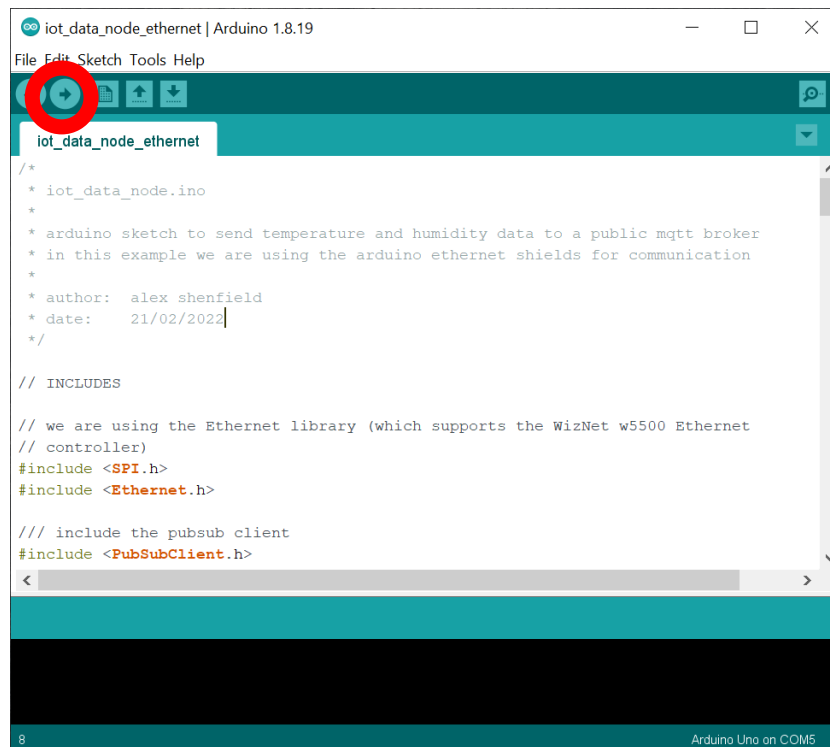 iot_data_node_ethernet | Arduino 1.8.19
File Edit Sketch Tools Help
iot_data_node_ethernet
/*
* iot_data_node.ino
*
* arduino sketch to send temperature and humidity data to a public mqtt broker
* in this example we are using the arduino ethernet shields for communication
*
* author: alex shenfield
* date: 21/02/2022
*/
// INCLUDES
// we are using the Ethernet library (which supports the WizNet w5500 Ethernet
// controller)
#include <SPI.h>
#include <Ethernet.h>
/// include the pubsub client
#include <PubSubClient.h>
8
Arduino Uno on COM5